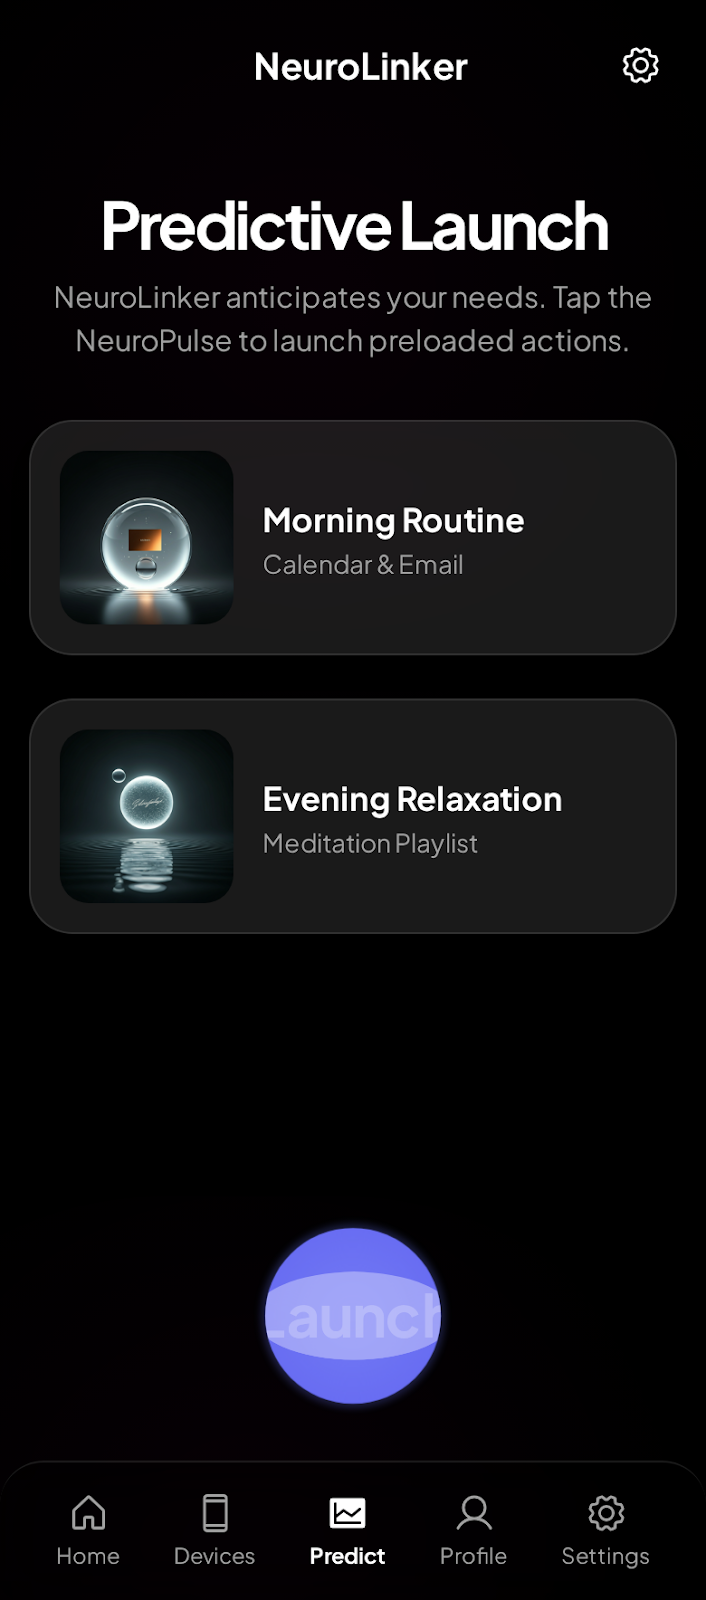 NeuroLinker
Predictive Launch
NeuroLinker anticipates your needs. Tap the
NeuroPulse to launch preloaded actions.
Morning Routine
Calendar & Email
Evening Relaxation
Meditation Playlist
Launch
Home
Devices
Predict
Profile
Settings